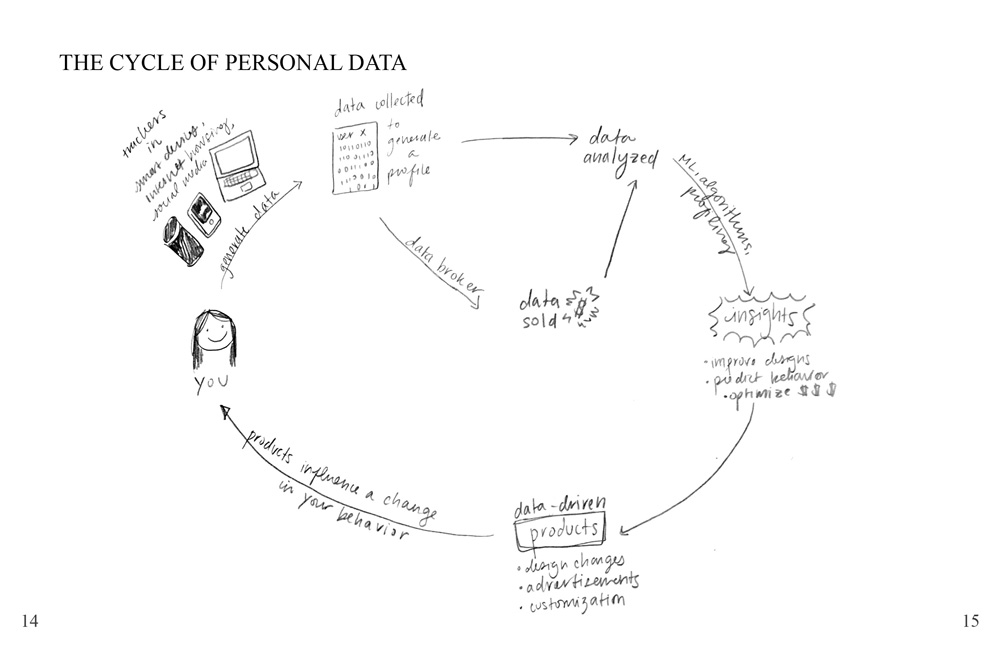 THE CYCLE OF PERSONAL DATA
trackers
in
smart devices,
internet browsing,
social media
generate data
data collected
to
generate
a
profile
user X
data broker
data
sold $
data
analyzed
ML, algorithms,
profiling
insights
• improve designs
• predict behavior
• optimize $ $ $
data-driven
products
• design changes
• advertizements
• customization
products influence a change
in your behavior
YOU
14
15